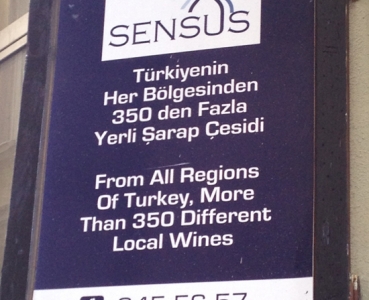 SENSUS
Türkiyenin
Her Bölgesinden
350 den Fazla
Yerli Şarap Çesidi
From All Regions
Of Turkey, More
Than 350 Different
Local Wines